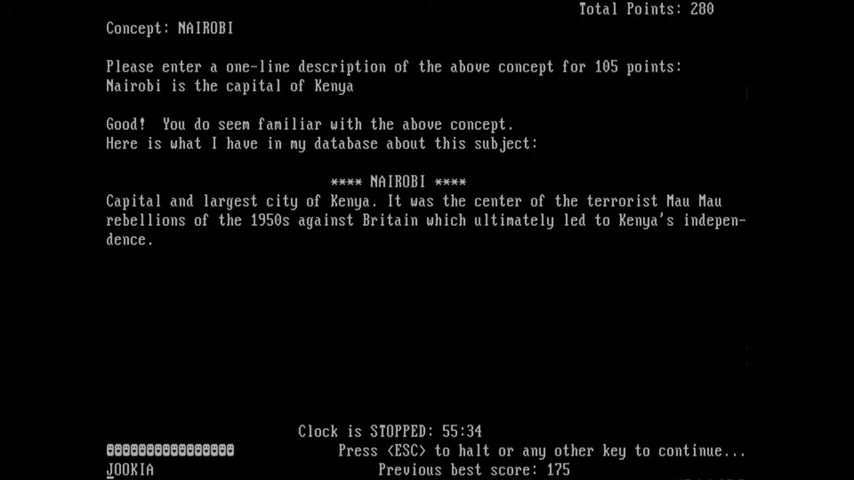 Total Points: 280
Concept: NAIROBI
Please enter a one-line description of the above concept for 105 points:
Nairobi is the capital of Kenya
Good!  You do seem familiar with the above concept.
Here is what I have in my database about this subject:
**** NAIROBI ****
Capital and largest city of Kenya. It was the center of the terrorist Mau Mau
rebellions of the 1950s against Britain which ultimately led to Kenya's indepen-
dence.
Clock is STOPPED: 55:34
Press <ESC> to halt or any other key to continue...
JOOKIA
Previous best score: 175